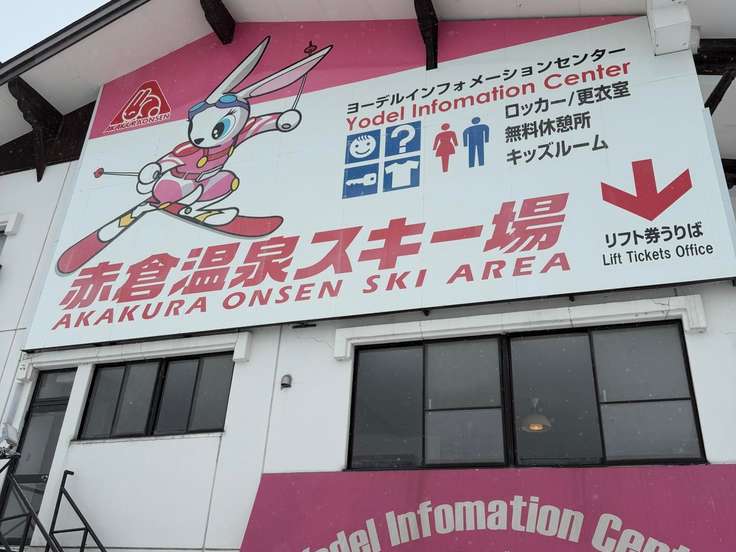 AKAKURAONSEN
ヨーデルインフォメーションセンター
Yodel Infomation Center
ロッカー/更衣室
無料休憩所
キッズルーム
?
赤倉温泉スキー場
AKAKURA ONSEN SKI AREA
リフト券うりば
Lift Tickets Office
Yodel Infomation Cent